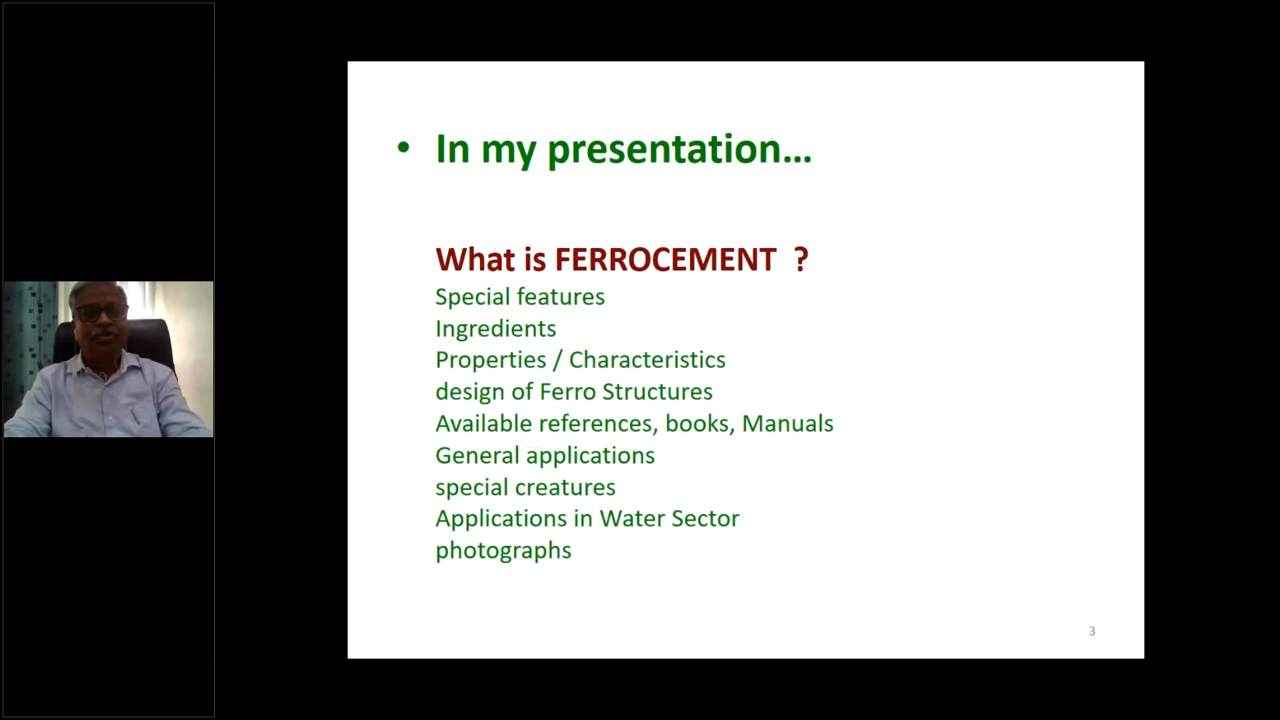 • In my presentation…
What is FERROCEMENT ?
Special features
Ingredients
Properties / Characteristics
design of Ferro Structures
Available references, books, Manuals
General applications
special creatures
Applications in Water Sector
photographs
3